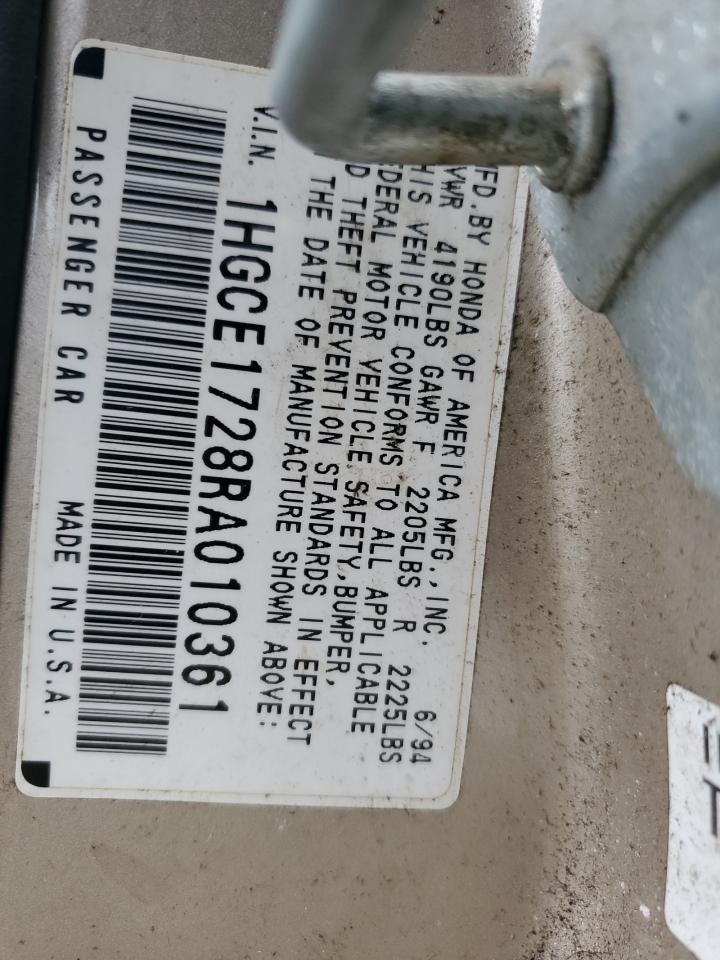 MFD. BY HONDA OF AMERICA MFG., INC. 6/94
GVWR 4190LBS GAWR F 2205LBS R 2225LBS
THIS VEHICLE CONFORMS TO ALL APPLICABLE
FEDERAL MOTOR VEHICLE SAFETY, BUMPER,
THEFT PREVENTION STANDARDS IN EFFECT
THE DATE OF MANUFACTURE SHOWN ABOVE:
V.I.N. 1HGCE1728RA010361
PASSENGER CAR MADE IN U.S.A.